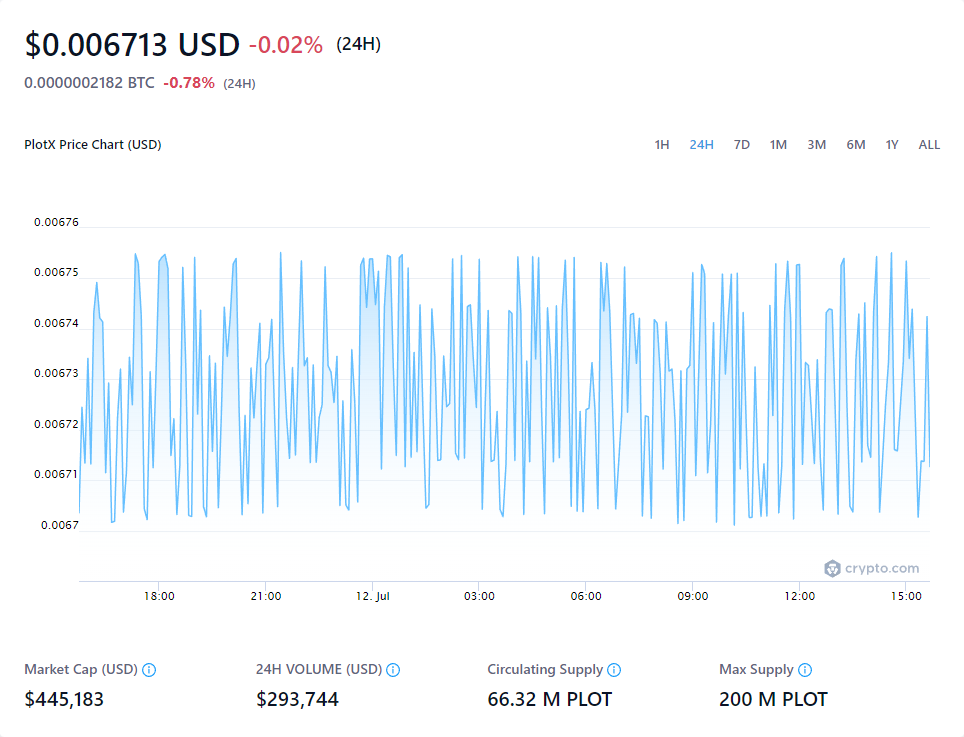 $0.006713 USD -0.02% (24H)
0.0000002182 BTC -0.78% (24H)
PlotX Price Chart (USD) 1H 24H 7D 1M 3M 6M 1Y ALL
0.00676
0.00675
0.00674
0.00673
0.00672
0.00671
0.0067
crypto.com
18:00 21:00 12. Jul 03:00 06:00 09:00 12:00 15:00
Market Cap (USD) 24H VOLUME (USD) Circulating Supply Max Supply
$445,183 $293,744 66.32 M PLOT 200 M PLOT